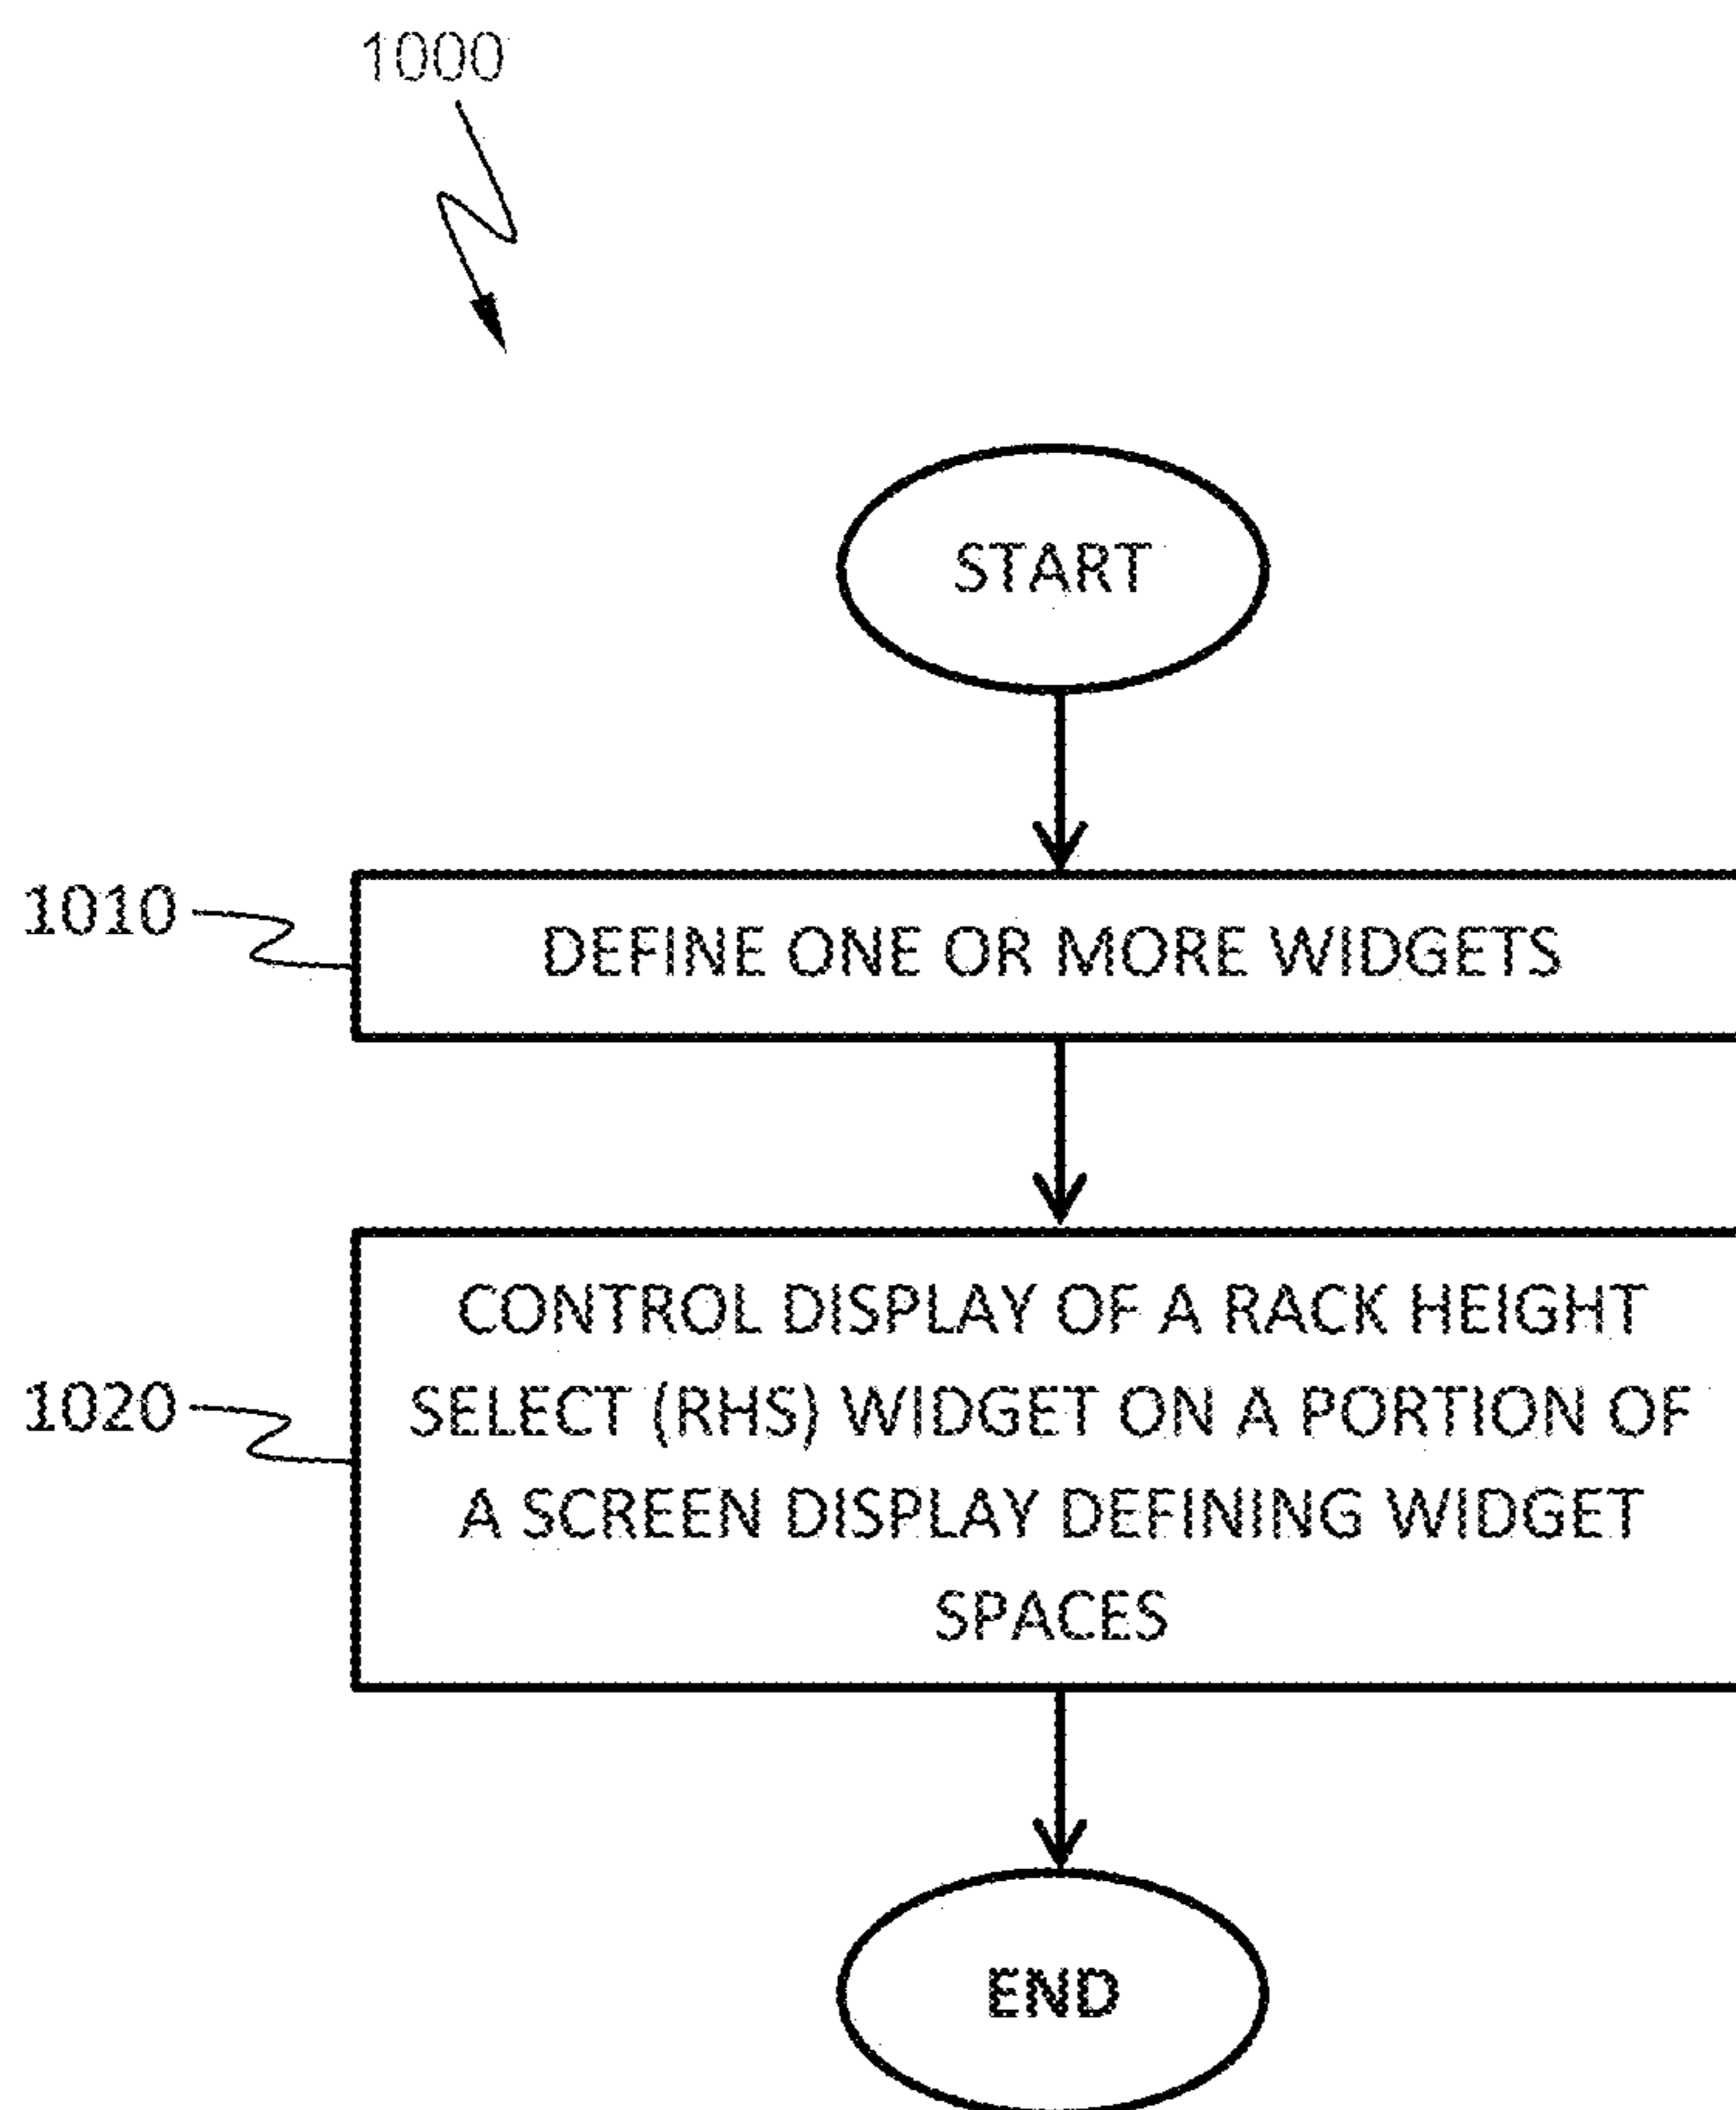 1000
START
1010
DEFINE ONE OR MORE WIDGETS
CONTROL DISPLAY OF A RACK HEIGHT
SELECT (RHS) WIDGET ON A PORTION OF
1020
A SCREEN DISPLAY DEFINING WIDGET
SPACES
END